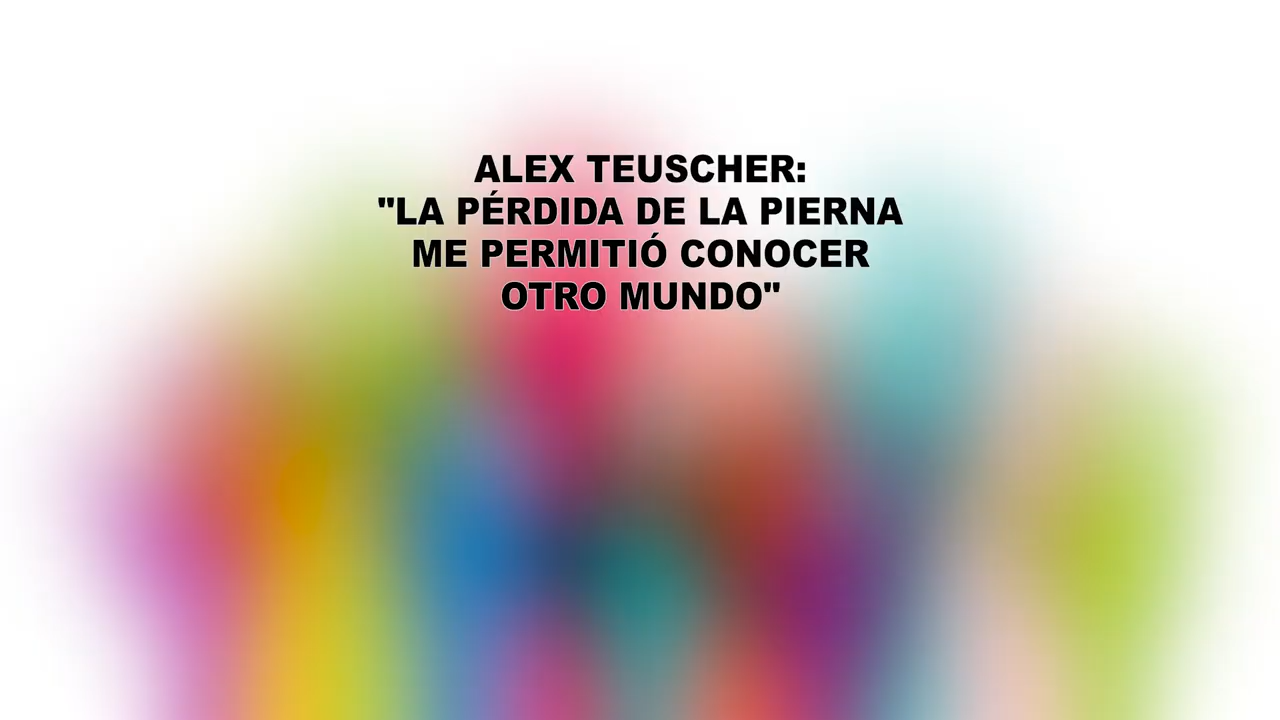 ALEX TEUSCHER:
"LA PÉRDIDA DE LA PIERNA
ME PERMITIÓ CONOCER
OTRO MUNDO"